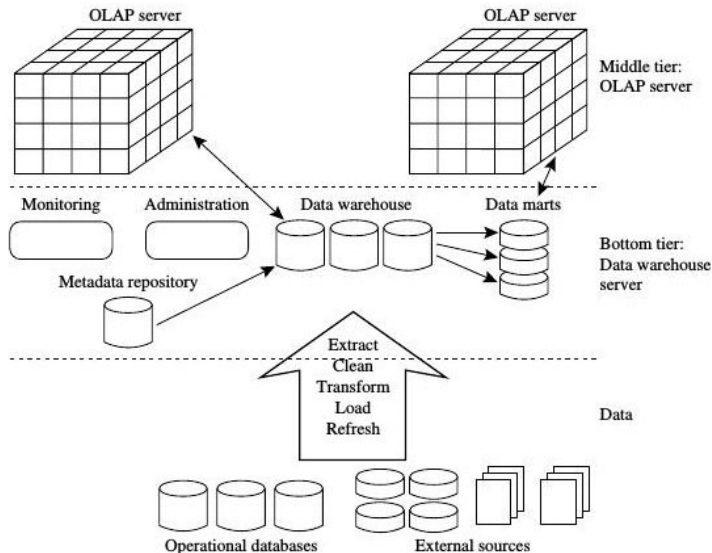 OLAP server
OLAP server
Middle tier:
OLAP server
Monitoring
Administration
Data warehouse
Data marts
Bottom tier:
Data warehouse
server
Metadata repository
Extract
Clean
Transform
Load
Refresh
Data
Operational databases
External sources